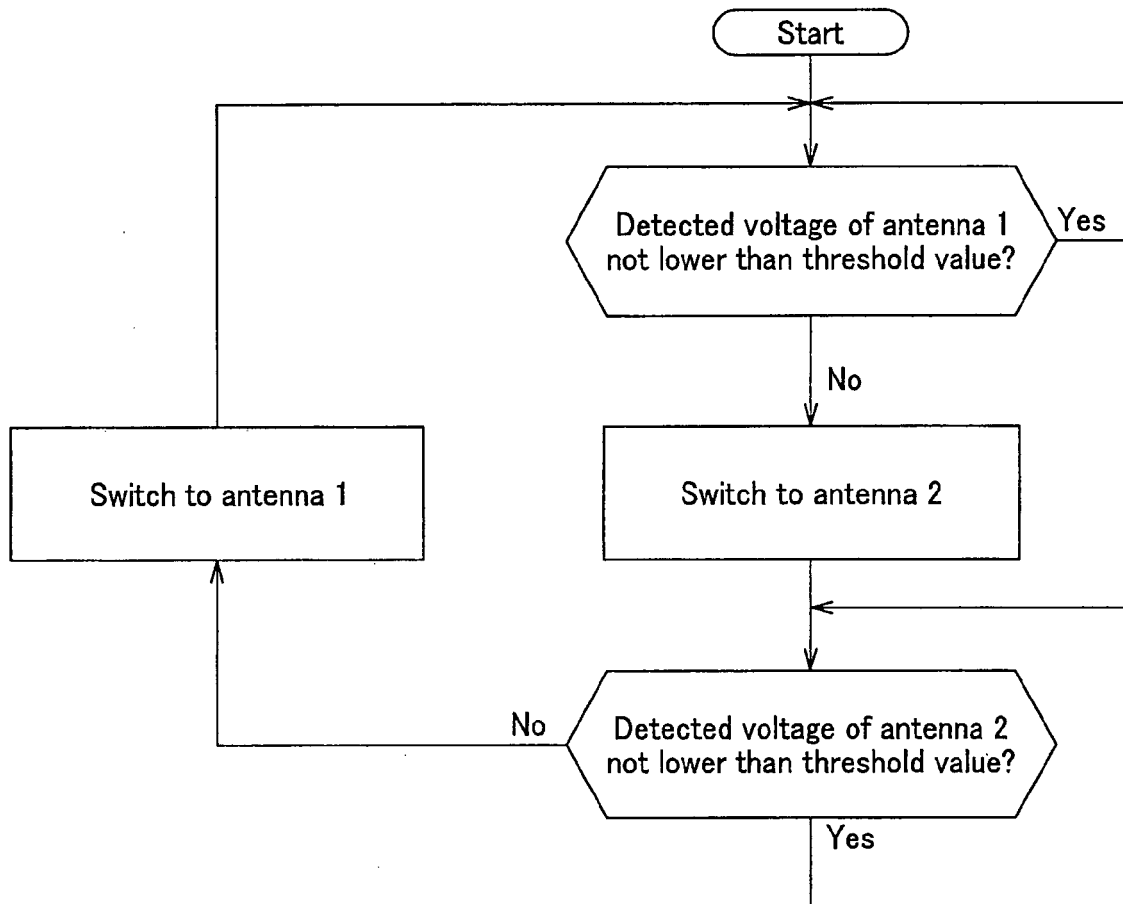 Start
Detected voltage of antenna 1
not lower than threshold value?
Yes
No
Switch to antenna 1
Switch to antenna 2
No
Detected voltage of antenna 2
not lower than threshold value?
Yes